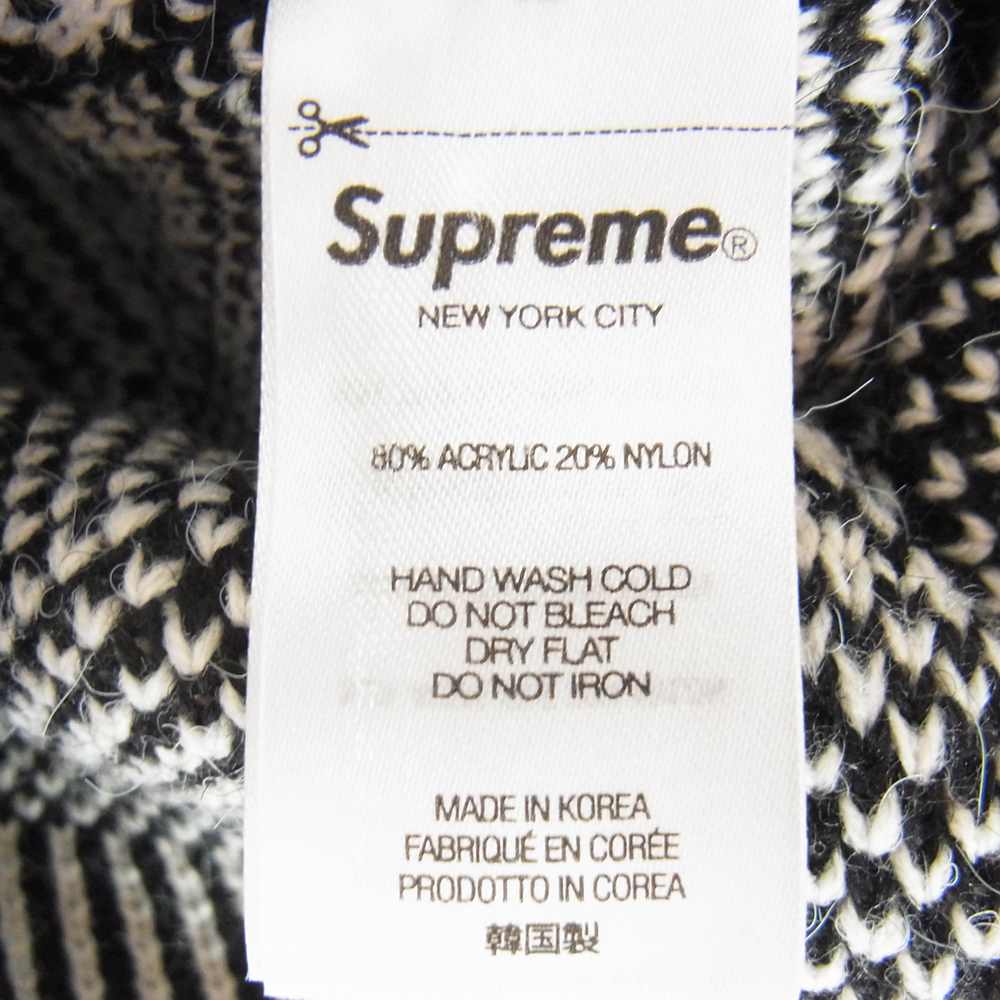 Supreme®
NEW YORK CITY
80% ACRYLIC 20% NYLON
HAND WASH COLD
DO NOT BLEACH
DRY FLAT
DO NOT IRON
MADE IN KOREA
FABRIQUÉ EN CORÉE
PRODOTTO IN COREA
韓国製